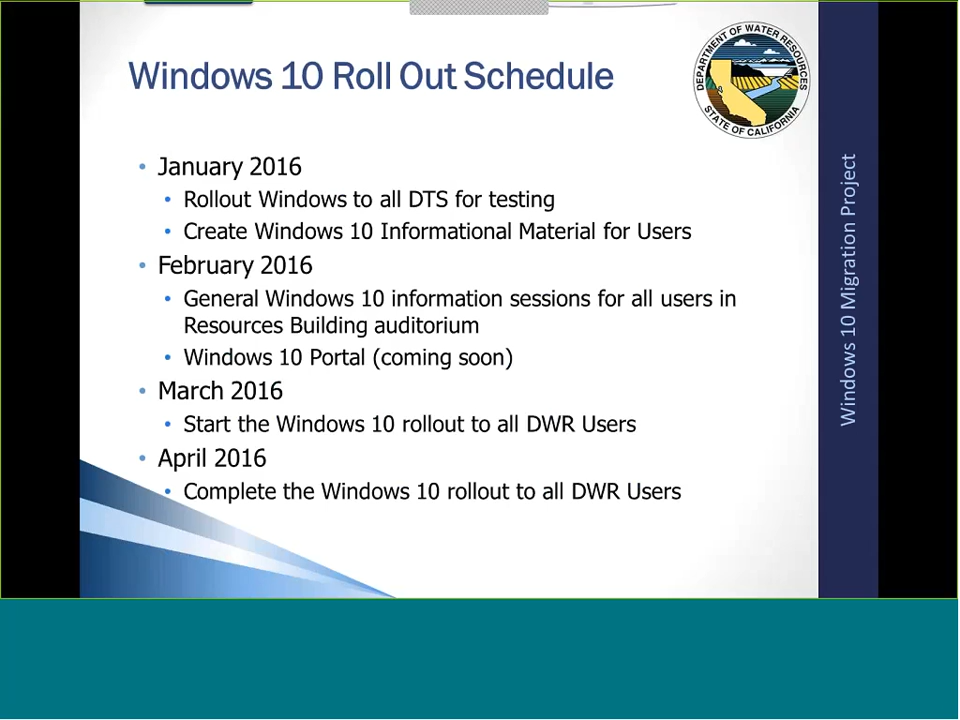 Windows 10 Roll Out Schedule
DEPARTMENT OF WATER RESOURCES
STATE OF CALIFORNIA
• January 2016
• Rollout Windows to all DTS for testing
• Create Windows 10 Informational Material for Users
• February 2016
• General Windows 10 information sessions for all users in
Resources Building auditorium
• Windows 10 Portal (coming soon)
• March 2016
• Start the Windows 10 rollout to all DWR Users
• April 2016
• Complete the Windows 10 rollout to all DWR Users
Windows 10 Migration Project